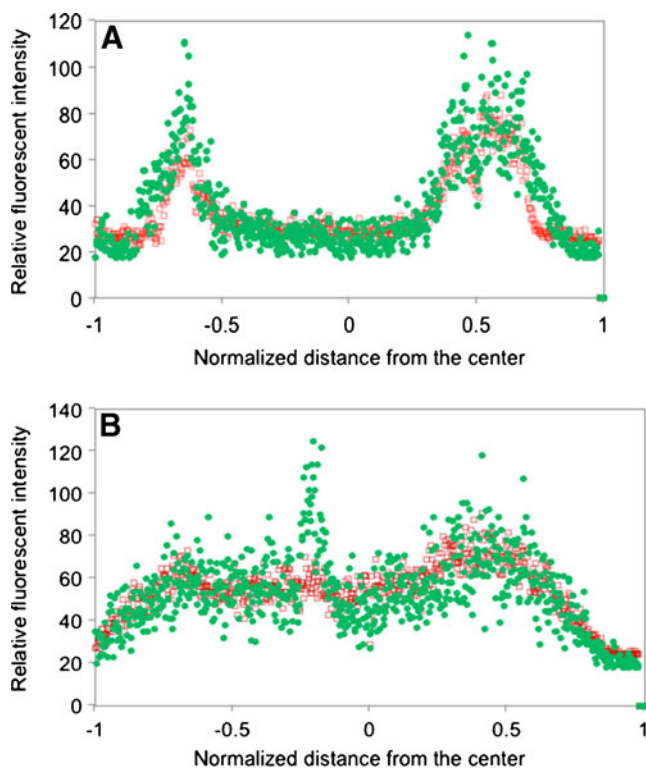 A
Relative fluorescent intensity
120
100
80
60
40
20
0
-1 -0.5 0 0.5 1
Normalized distance from the center
B
Relative fluorescent intensity
140
120
100
80
60
40
20
0
-1 -0.5 0 0.5 1
Normalized distance from the center